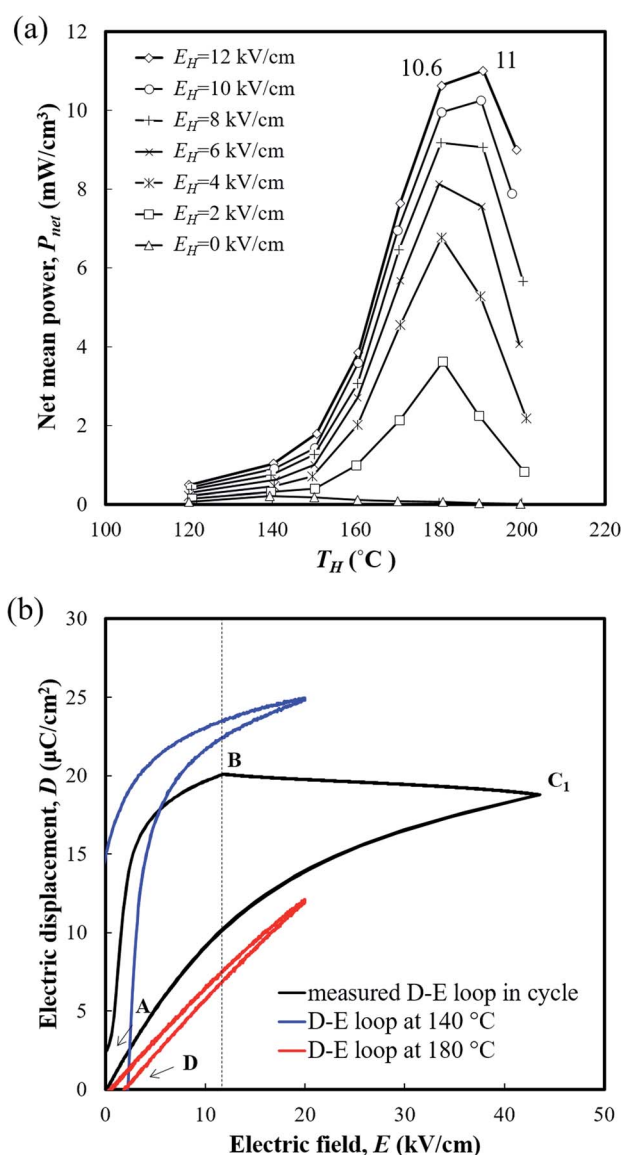 (a)
12
10
8
6
4
2
0
Net mean power, P_net (mW/cm³)
E_H=12 kV/cm
E_H=10 kV/cm
E_H=8 kV/cm
E_H=6 kV/cm
E_H=4 kV/cm
E_H=2 kV/cm
E_H=0 kV/cm
10.6
11
100 120 140 160 180 200 220
T_H (°C )
(b)
30
25
20
15
10
5
0
Electric displacement, D (µC/cm²)
B
C₁
A
D
measured D-E loop in cycle
D-E loop at 140 °C
D-E loop at 180 °C
0 10 20 30 40 50
Electric field, E (kV/cm)